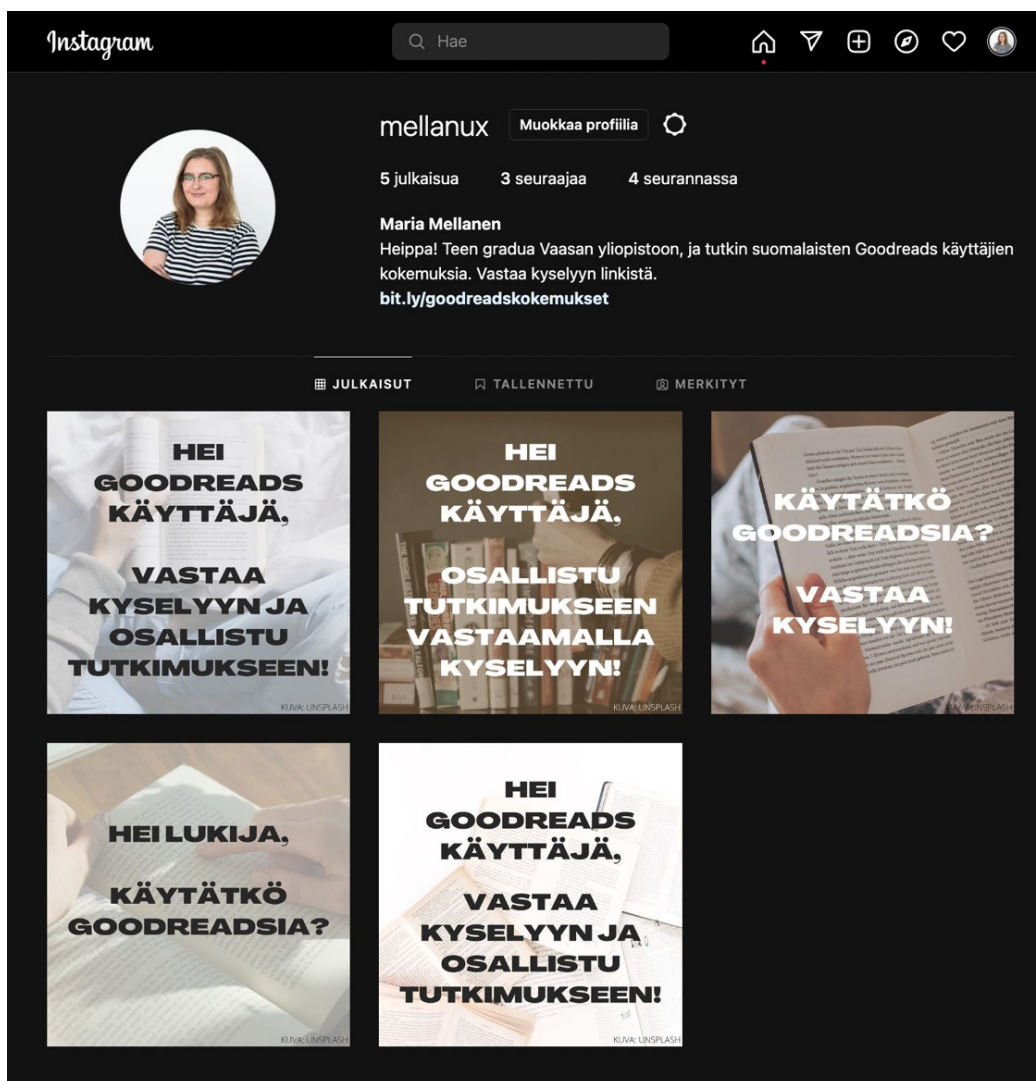 Instagram
Hae
mellanux Muokkaa profiilia
5 julkaisua 3 seuraajaa 4 seurannassa
Maria Mellanen
Heippa! Teen gradua Vaasan yliopistoon, ja tutkin suomalaisten Goodreads käyttäjien
kokemuksia. Vastaa kyselyyn linkistä.
bit.ly/goodreadskokemukset
JULKAISUT TALLENNETTU MERKITYT
HEI
GOODREADS
KÄYTTÄJÄ,
VASTAA
KYSELYYN JA
OSALLISTU
TUTKIMUKSEEN!
KUVA: UNSPLASH
HEI
GOODREADS
KÄYTTÄJÄ,
OSALLISTU
TUTKIMUKSEEN
VASTAAMALLA
KYSELYYN!
KUVA: UNSPLASH
KÄYTÄTKÖ
GOODREADSIA?
VASTAA
KYSELYYN!
KUVA: UNSPLASH
HEI LUKIJA,
KÄYTÄTKÖ
GOODREADSIA?
KUVA: UNSPLASH
HEI
GOODREADS
KÄYTTÄJÄ,
VASTAA
KYSELYYN JA
OSALLISTU
TUTKIMUKSEEN!
KUVA: UNSPLASH